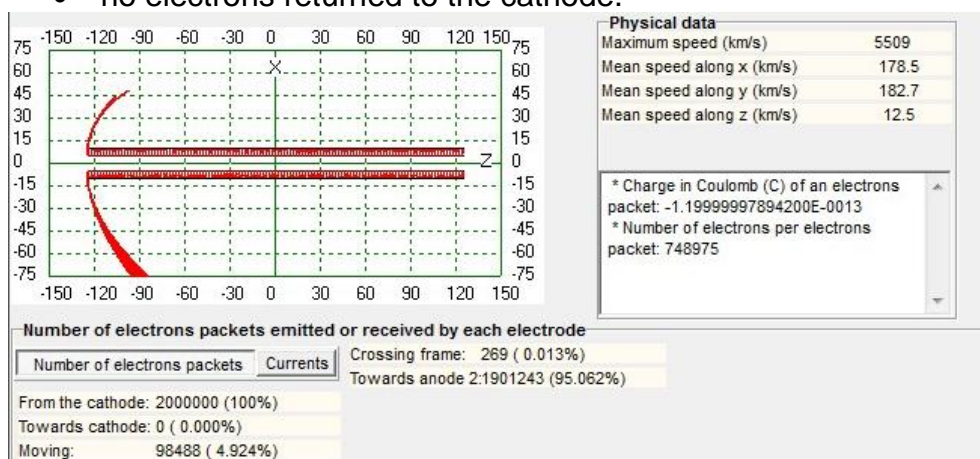 • no electrons returned to the cathode.
Physical data
Maximum speed (km/s) 5509
Mean speed along x (km/s) 178.5
Mean speed along y (km/s) 182.7
Mean speed along z (km/s) 12.5
-150 -120 -90 -60 -30 0 30 60 90 120 150
75 75
X
60 60
45 45
30 30
15 15
0 Z 0
-15 -15
-30 -30
-45 -45
-60 -60
-75 -75
-150 -120 -90 -60 -30 0 30 60 90 120 150
* Charge in Coulomb (C) of an electrons
packet: -1.19999997894200E-0013
* Number of electrons per electrons
packet: 748975
Number of electrons packets emitted or received by each electrode
Number of electrons packets Currents
Crossing frame: 269 ( 0.013%)
Towards anode 2:1901243 (95.062%)
From the cathode: 2000000 (100%)
Towards cathode: 0 ( 0.000%)
Moving: 98488 ( 4.924%)